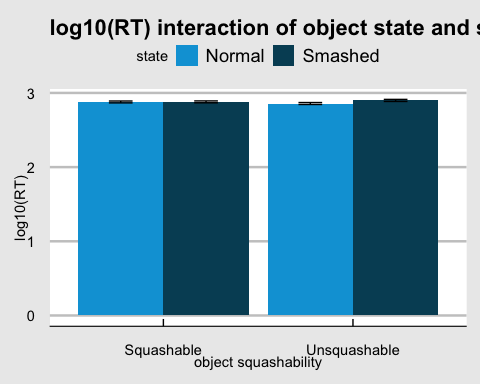 log10(RT) interaction of object state and s
state Normal Smashed
3
2
1
0
log10(RT)
Squashable Unsquashable
object squashability